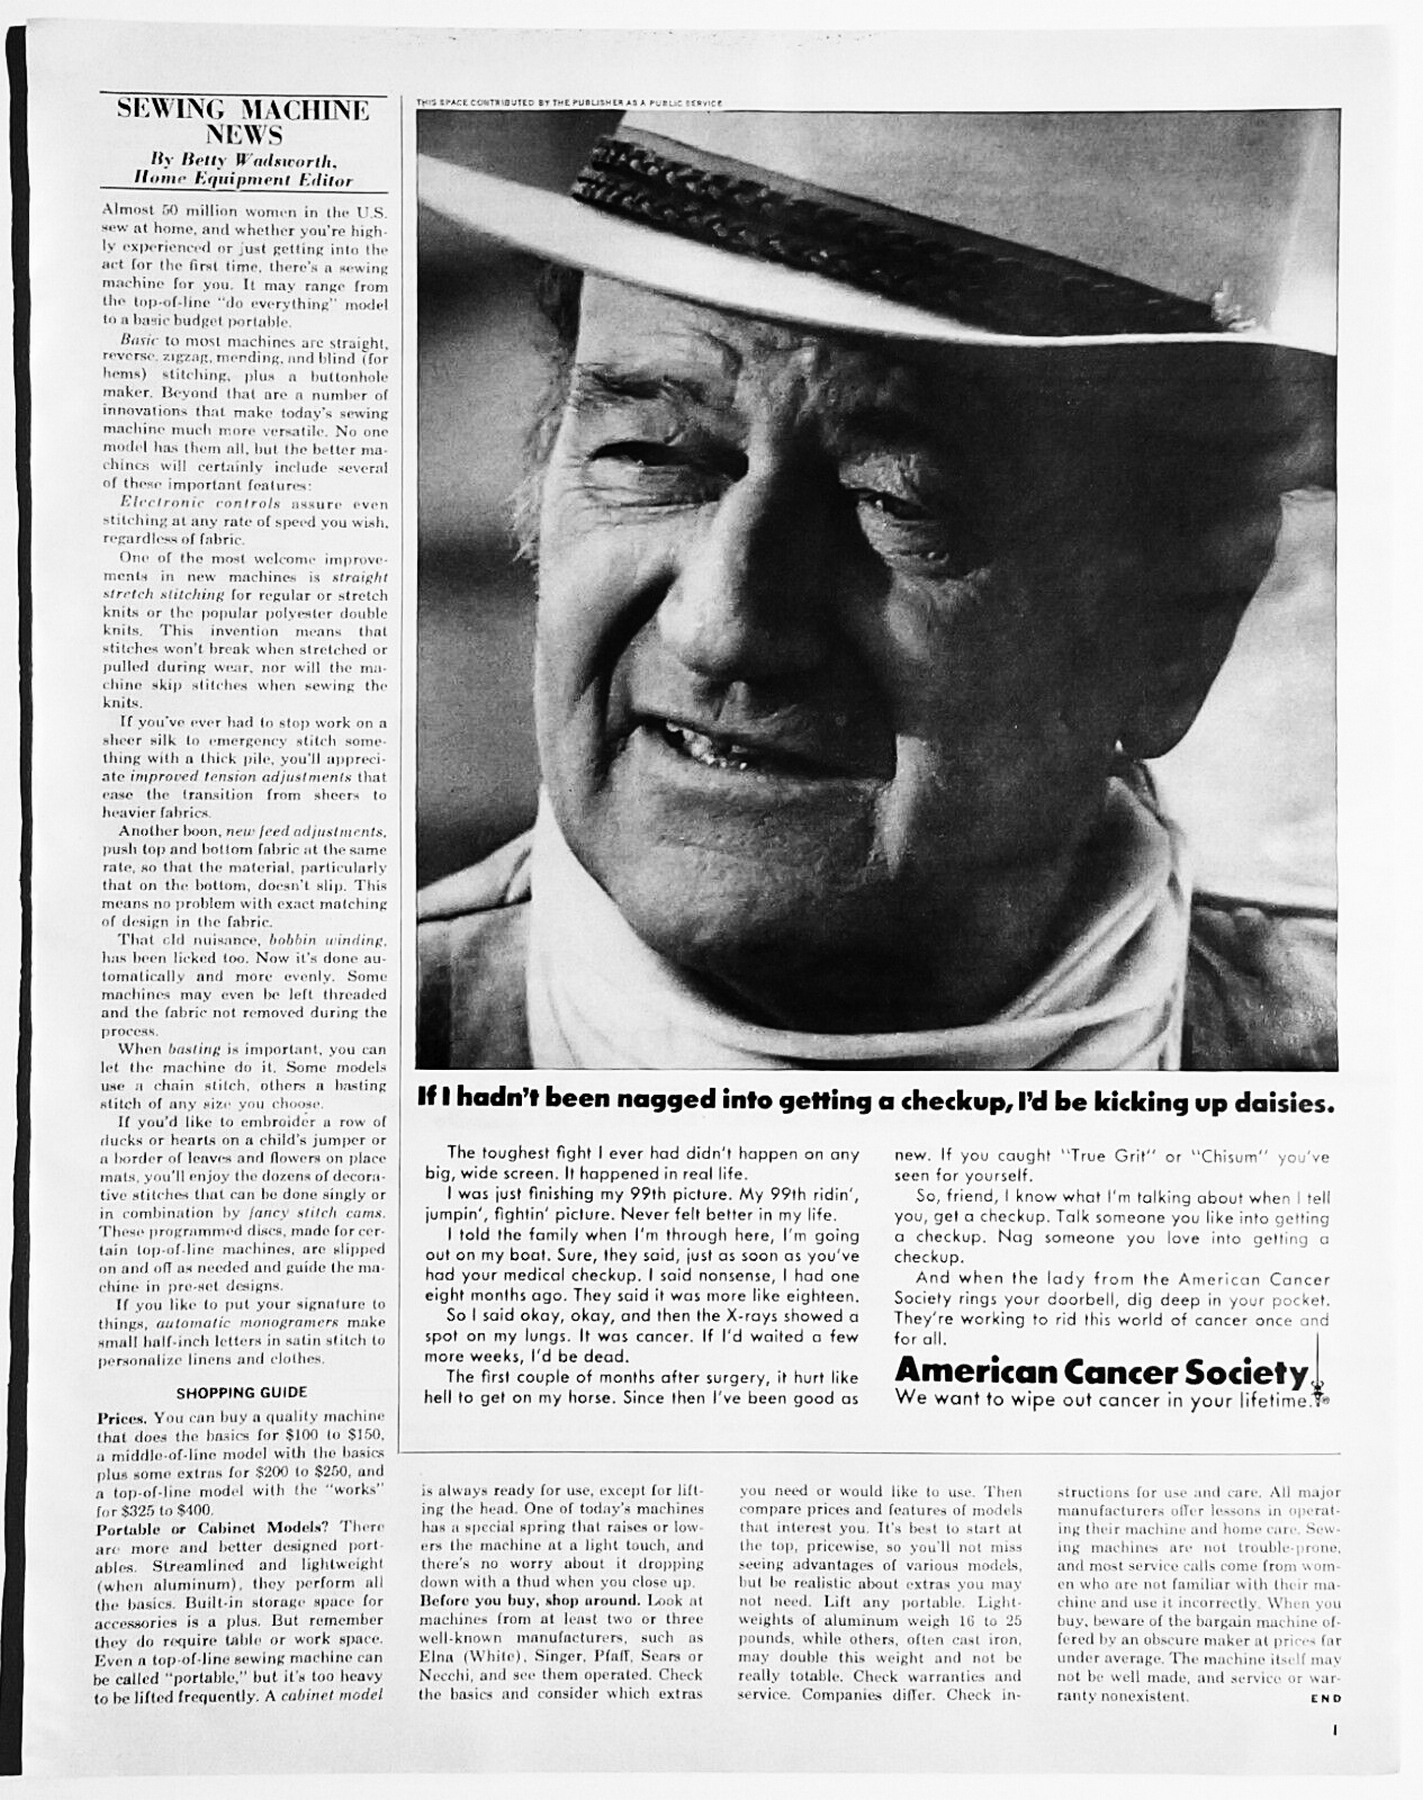 SEWING MACHINE
NEWS
By Betty Wadsworth,
Home Equipment Editor
Almost 50 million women in the U.S.
sew at home, and whether you're high-
ly experienced or just getting into the
act for the first time, there's a sewing
machine for you. It may range from
the top-of-line "do everything" model
to a basic budget portable.
Basic to most machines are straight,
reverse, zigzag, mending, and blind (for
hems) stitching, plus a buttonhole
maker. Beyond that are a number of
innovations that make today's sewing
machine much more versatile. No one
model has them all, but the better ma-
chines will certainly include several
of these important features:
Electronic controls assure even
stitching at any rate of speed you wish,
regardless of fabric.
One of the most welcome improve-
ments in new machines is straight
stretch stitching for regular or stretch
knits or the popular polyester double
knits. This invention means that
stitches won't break when stretched or
pulled during wear, nor will the ma-
chine skip stitches when sewing the
knits.
If you've ever had to stop work on a
sheer silk to emergency stitch some-
thing with a thick pile, you'll appreci-
ate improved tension adjustments that
ease the transition from sheers to
heavier fabrics.
Another boon, new feed adjustments,
push top and bottom fabric at the same
rate, so that the material, particularly
that on the bottom, doesn't slip. This
means no problem with exact matching
of design in the fabric.
That old nuisance, bobbin winding,
has been licked too. Now it's done au-
tomatically and more evenly. Some
machines may even be left threaded
and the fabric not removed during the
process.
When basting is important, you can
let the machine do it. Some models
use a chain stitch, others a basting
stitch of any size you choose.
If you'd like to embroider a row of
ducks or hearts on a child's jumper or
a border of leaves and flowers on place
mats, you'll enjoy the dozens of decora-
tive stitches that can be done singly or
in combination by fancy stitch cams.
These programmed discs, made for cer-
tain top-of-line machines, are slipped
on and off as needed and guide the ma-
chine in pre-set designs.
If you like to put your signature to
things, automatic monogramers make
small half-inch letters in satin stitch to
personalize linens and clothes.
SHOPPING GUIDE
Prices. You can buy a quality machine
that does the basics for $100 to $150,
a middle-of-line model with the basics
plus some extras for $200 to $250, and
a top-of-line model with the "works"
for $325 to $400.
Portable or Cabinet Models? There
are more and better designed port-
ables. Streamlined and lightweight
(when aluminum), they perform all
the basics. Built-in storage space for
accessories is a plus. But remember
they do require table or work space.
Even a top-of-line sewing machine can
be called "portable," but it's too heavy
to be lifted frequently. A cabinet model
is always ready for use, except for lift-
ing the head. One of today's machines
has a special spring that raises or low-
ers the machine at a light touch, and
there's no worry about it dropping
down with a thud when you close up.
Before you buy, shop around. Look at
machines from at least two or three
well-known manufacturers, such as
Elna (White), Singer, Pfaff, Sears or
Necchi, and see them operated. Check
the basics and consider which extras
you need or would like to use. Then
compare prices and features of models
that interest you. It's best to start at
the top, pricewise, so you'll not miss
seeing advantages of various models,
but be realistic about extras you may
not need. Lift any portable. Light-
weights of aluminum weigh 16 to 25
pounds, while others, often cast iron,
may double this weight and not be
really totable. Check warranties and
service. Companies differ. Check in-
structions for use and care. All major
manufacturers offer lessons in operat-
ing their machine and home care. Sew-
ing machines are not trouble-prone,
and most service calls come from wom-
en who are not familiar with their ma-
chine and use it incorrectly. When you
buy, beware of the bargain machine of-
fered by an obscure maker at prices far
under average. The machine itself may
not be well made, and service or war-
ranty nonexistent. END
THIS SPACE CONTRIBUTED BY THE PUBLISHER AS A PUBLIC SERVICE
If I hadn't been nagged into getting a checkup, I'd be kicking up daisies.
The toughest fight I ever had didn't happen on any
big, wide screen. It happened in real life.
I was just finishing my 99th picture. My 99th ridin',
jumpin', fightin' picture. Never felt better in my life.
I told the family when I'm through here, I'm going
out on my boat. Sure, they said, just as soon as you've
had your medical checkup. I said nonsense, I had one
eight months ago. They said it was more like eighteen.
So I said okay, okay, and then the X-rays showed a
spot on my lungs. It was cancer. If I'd waited a few
more weeks, I'd be dead.
The first couple of months after surgery, it hurt like
hell to get on my horse. Since then I've been good as
new. If you caught "True Grit" or "Chisum" you've
seen for yourself.
So, friend, I know what I'm talking about when I tell
you, get a checkup. Talk someone you like into getting
a checkup. Nag someone you love into getting a
checkup.
And when the lady from the American Cancer
Society rings your doorbell, dig deep in your pocket.
They're working to rid this world of cancer once and
for all.
American Cancer Society
We want to wipe out cancer in your lifetime.®
1